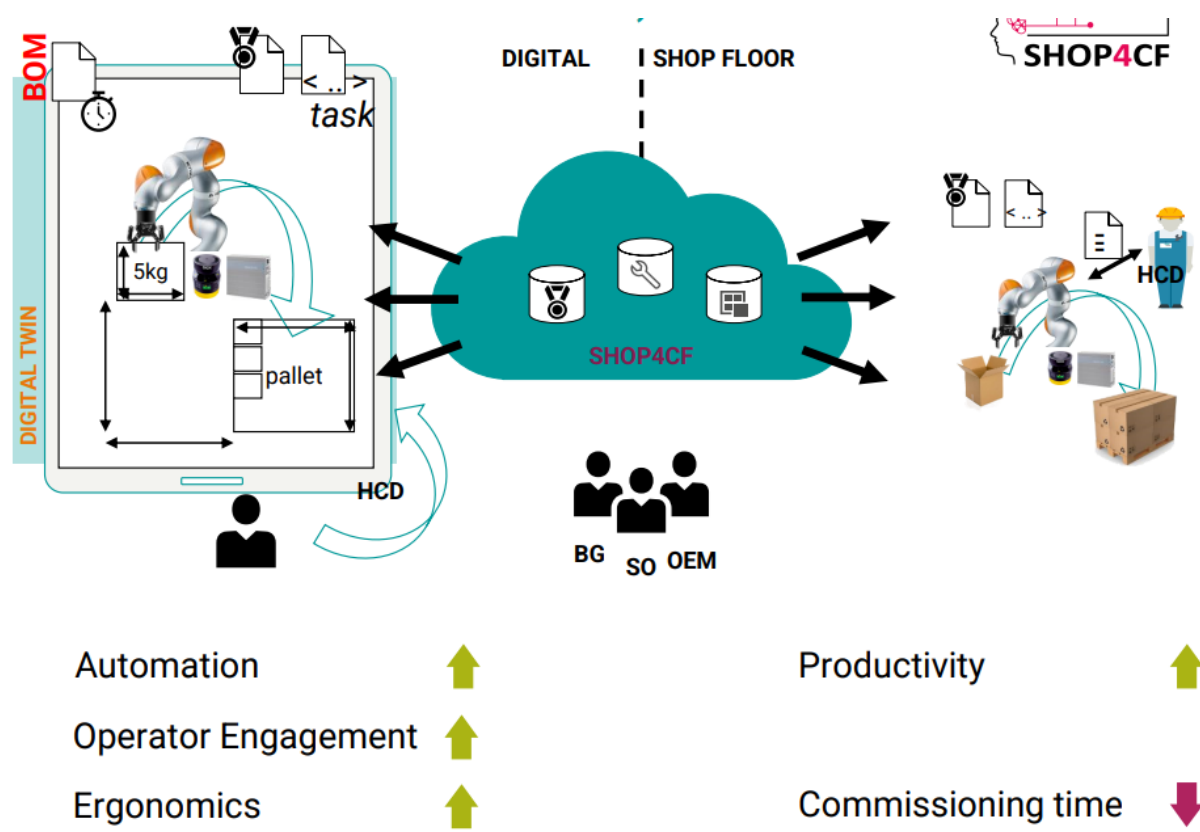 BOM
< .. >
task
DIGITAL
SHOP FLOOR
SHOP4CF
5kg
pallet
DIGITAL TWIN
HCD
SHOP4CF
< .. >
HCD
BG
SO
OEM
Automation
Productivity
Operator Engagement
Ergonomics
Commissioning time